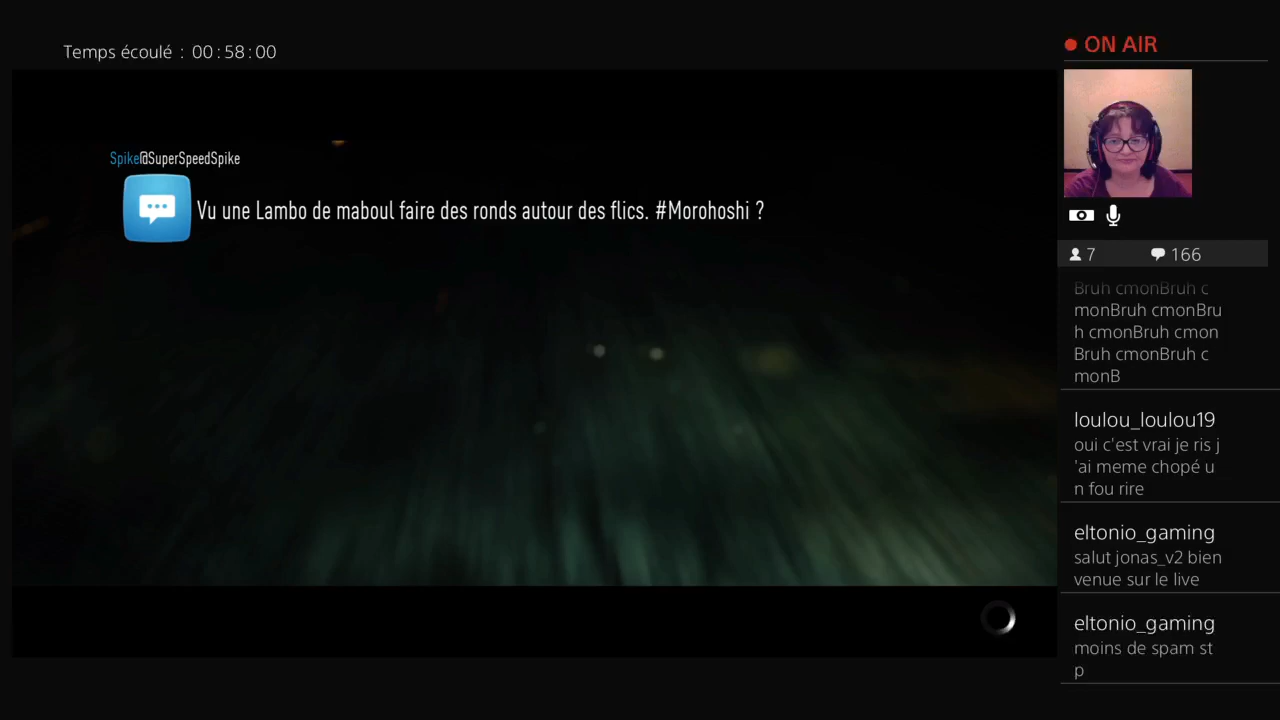 Temps écoulé : 00:58:00
ON AIR
Spike@SuperSpeedSpike
Vu une Lambo de maboul faire des ronds autour des flics. #Morohoshi ?
7 166
Bruh cmonBruh c
monBruh cmonBru
h cmonBruh cmon
Bruh cmonBruh c
monB
loulou_loulou19
oui c'est vrai je ris j
'ai meme chopé u
n fou rire
eltonio_gaming
salut jonas_v2 bien
venue sur le live
eltonio_gaming
moins de spam st
p